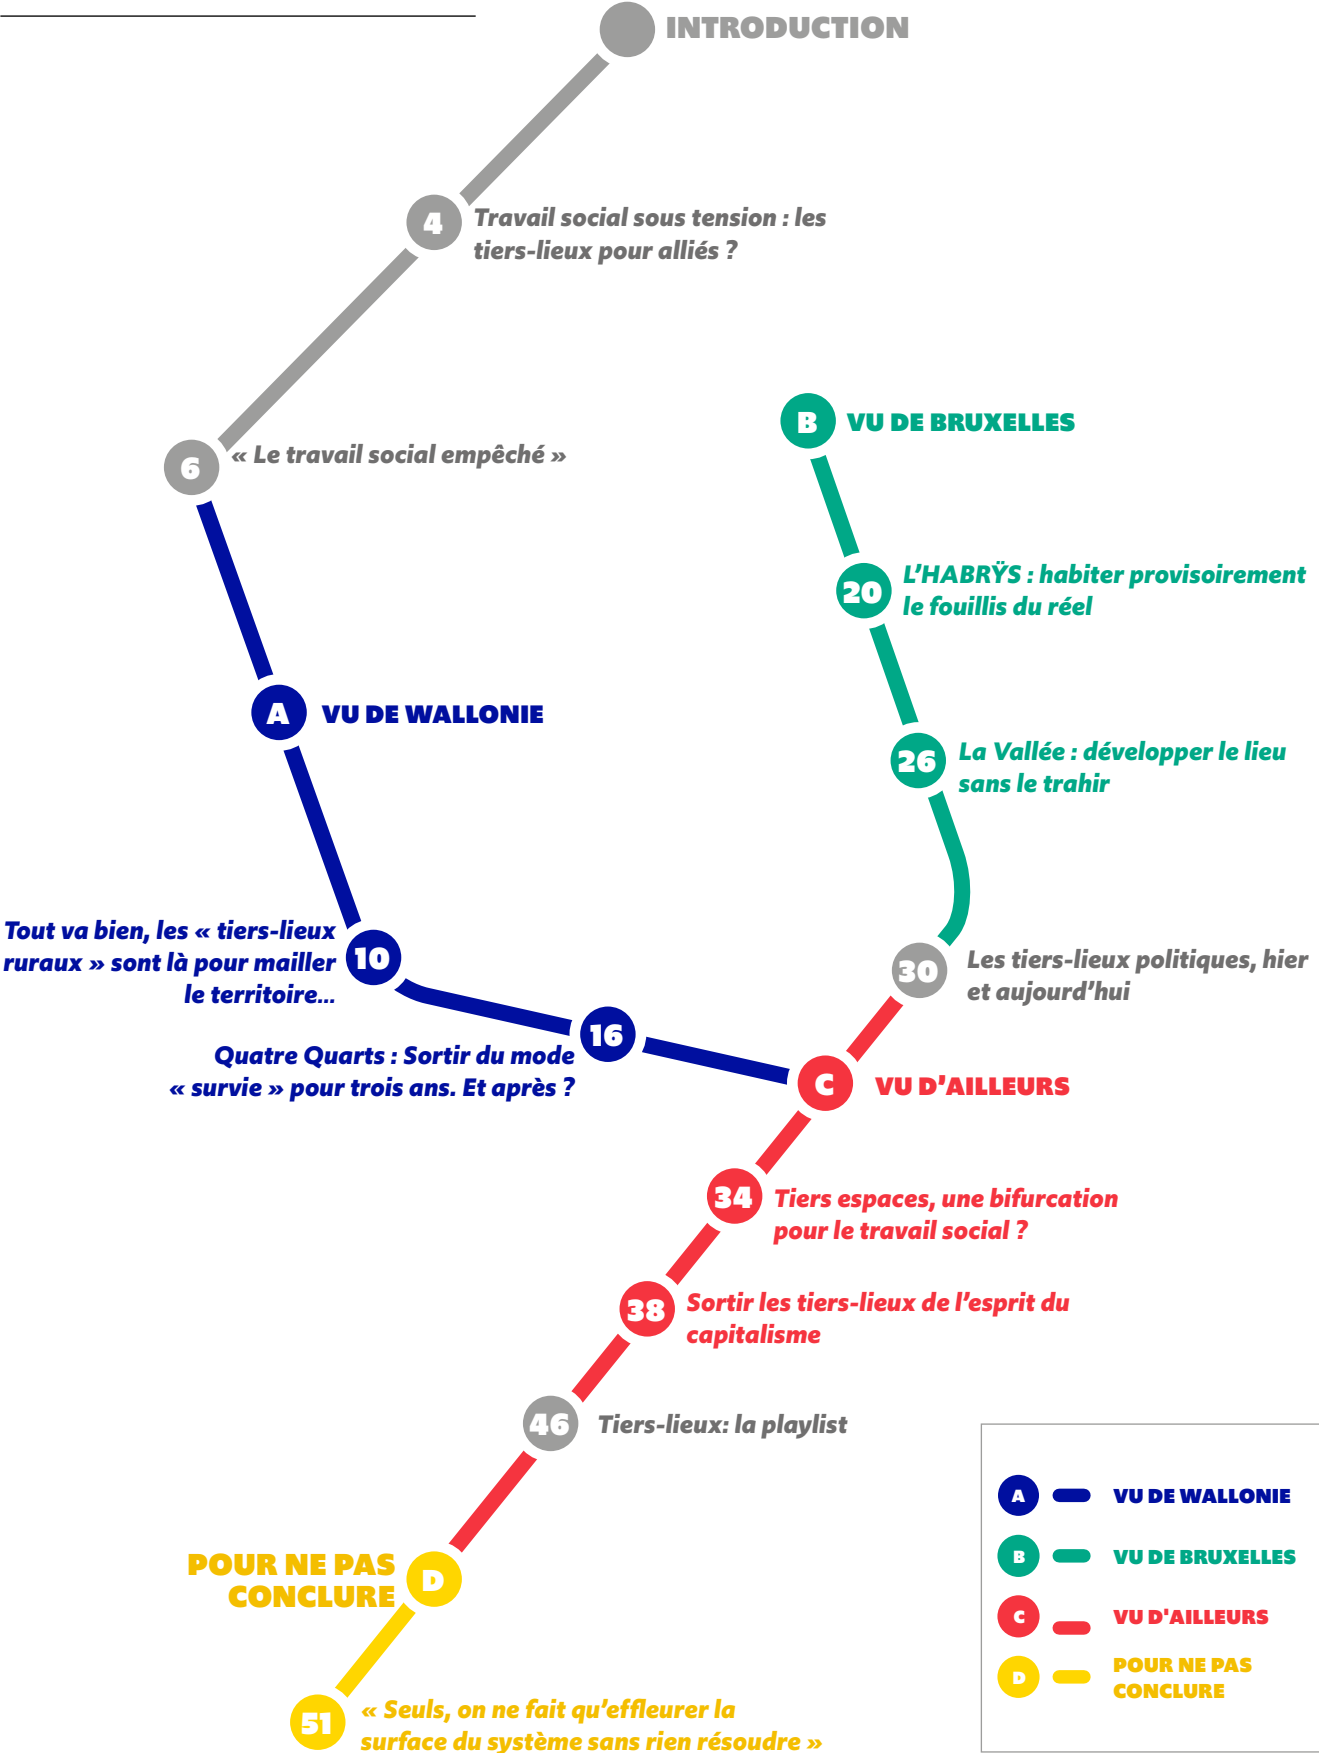 INTRODUCTION
4
Travail social sous tension : les
tiers-lieux pour alliés ?
6
« Le travail social empêché »
A
VU DE WALLONIE
10
Tout va bien, les « tiers-lieux
ruraux » sont là pour mailler
le territoire...
16
Quatre Quarts : Sortir du mode
« survie » pour trois ans. Et après ?
B
VU DE BRUXELLES
20
L’HABRŸS : habiter provisoirement
le fouillis du réel
26
La Vallée : développer le lieu
sans le trahir
30
Les tiers-lieux politiques, hier
et aujourd’hui
C
VU D’AILLEURS
34
Tiers espaces, une bifurcation
pour le travail social ?
38
Sortir les tiers-lieux de l’esprit du
capitalisme
46
Tiers-lieux: la playlist
D
POUR NE PAS
CONCLURE
51
« Seuls, on ne fait qu’effleurer la
surface du système sans rien résoudre »
A VU DE WALLONIE
B VU DE BRUXELLES
C VU D'AILLEURS
D POUR NE PAS
CONCLURE